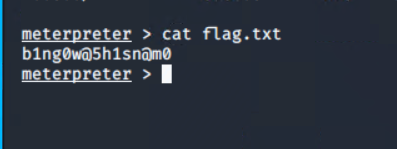 meterpreter > cat flag.txt
b1ng0w@5h1sn@m0
meterpreter >